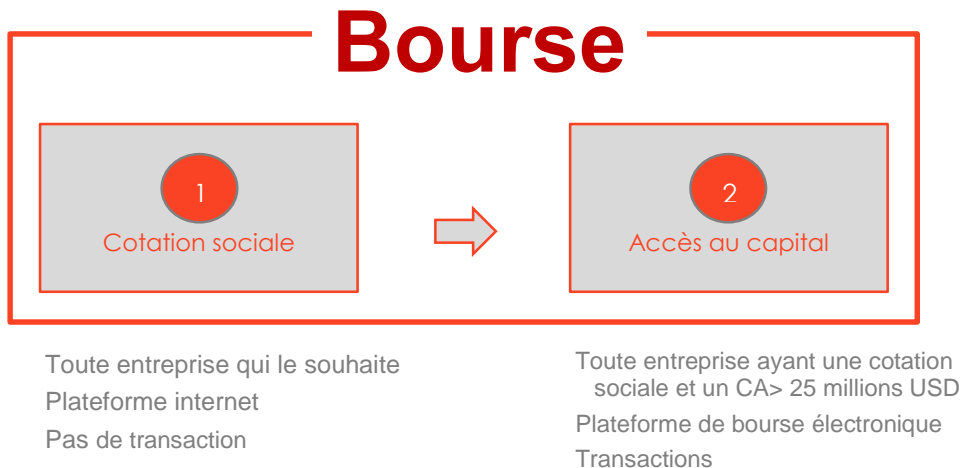 Bourse
1
Cotation sociale
2
Accès au capital
Toute entreprise qui le souhaite
Plateforme internet
Pas de transaction
Toute entreprise ayant une cotation
sociale et un CA> 25 millions USD
Plateforme de bourse électronique
Transactions